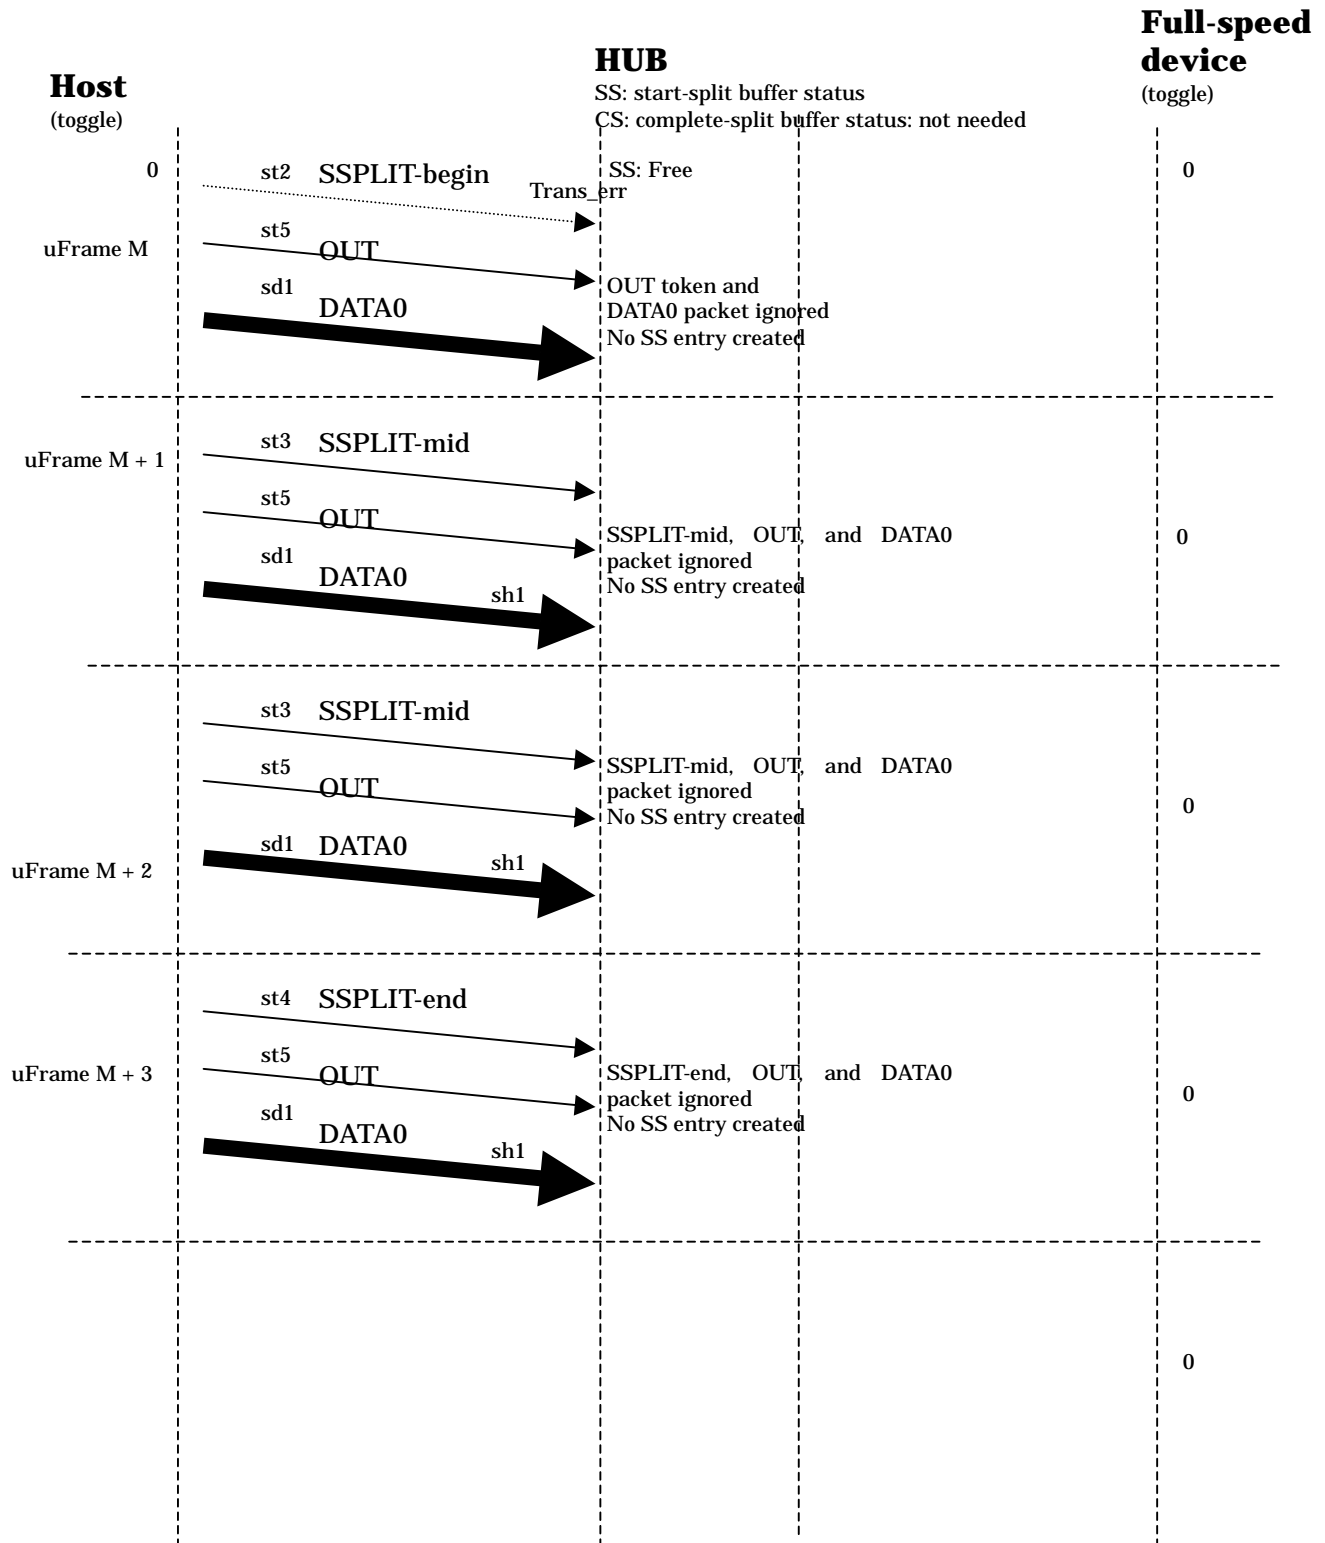 Full-speed
device
(toggle)
HUB
SS: start-split buffer status
CS: complete-split buffer status: not needed
Host
(toggle)
0
st2 SSPLIT-begin
SS: Free
Trans_err
0
uFrame M
st5
OUT
sd1
DATA0
OUT token and
DATA0 packet ignored
No SS entry created
uFrame M + 1
st3 SSPLIT-mid
st5
OUT
sd1
DATA0
sh1
SSPLIT-mid, OUT, and DATA0
packet ignored
No SS entry created
0
st3 SSPLIT-mid
st5
OUT
SSPLIT-mid, OUT, and DATA0
packet ignored
No SS entry created
0
uFrame M + 2
sd1 DATA0
sh1
st4 SSPLIT-end
uFrame M + 3
st5
OUT
sd1
DATA0
sh1
SSPLIT-end, OUT, and DATA0
packet ignored
No SS entry created
0
0